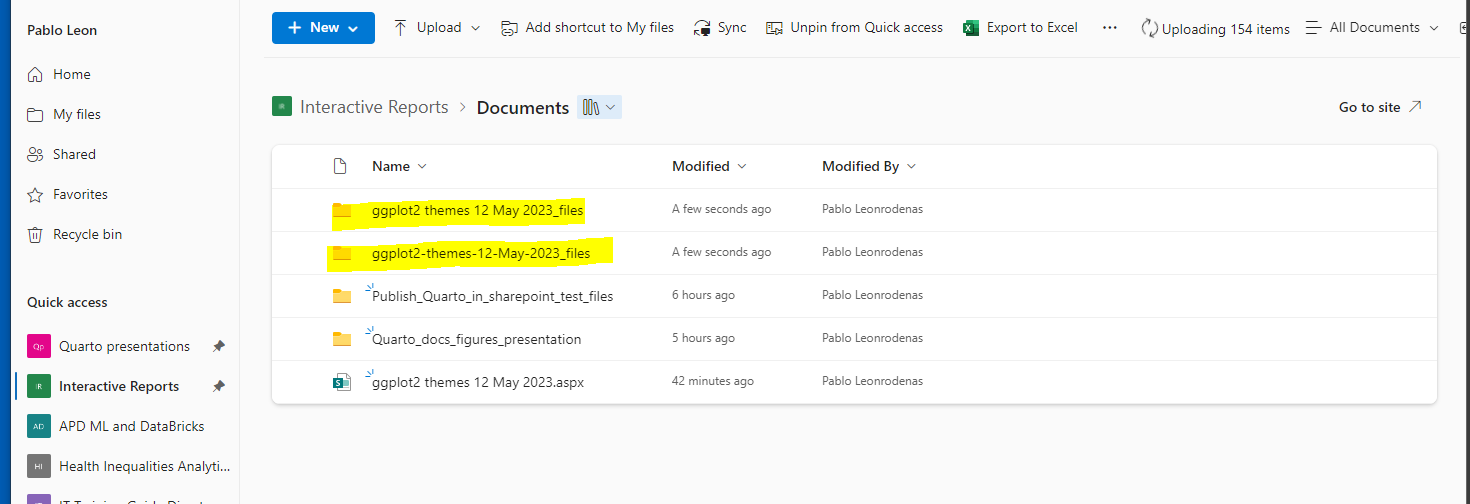 Pablo Leon
Home
My files
Shared
Favorites
Recycle bin
Quick access
Qp Quarto presentations
IR Interactive Reports
AD APD ML and DataBricks
HI Health Inequalities Analyti...
IT Training Guide
+ New
Upload
Add shortcut to My files
Sync
Unpin from Quick access
Export to Excel
...
Uploading 154 items
All Documents
Interactive Reports > Documents
Go to site
Name Modified Modified By
ggplot2 themes 12 May 2023_files A few seconds ago Pablo Leonrodenas
ggplot2-themes-12-May-2023_files A few seconds ago Pablo Leonrodenas
Publish_Quarto_in_sharepoint_test_files 6 hours ago Pablo Leonrodenas
Quarto_docs_figures_presentation 5 hours ago Pablo Leonrodenas
S ggplot2 themes 12 May 2023.aspx 42 minutes ago Pablo Leonrodenas